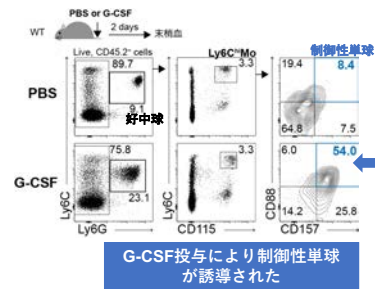 PBS or G-CSF
WT
2 days
末梢血
Live, CD45.2⁺ cells
Ly6CʰⁱMo
制御性単球
PBS
89.7
9.1
好中球
3.3
19.4
8.4
64.8
7.5
G-CSF
75.8
23.1
3.3
6.0
54.0
14.2
25.8
Ly6C
Ly6G
Ly6C
CD115
CD88
CD157
G-CSF投与により制御性単球
が誘導された